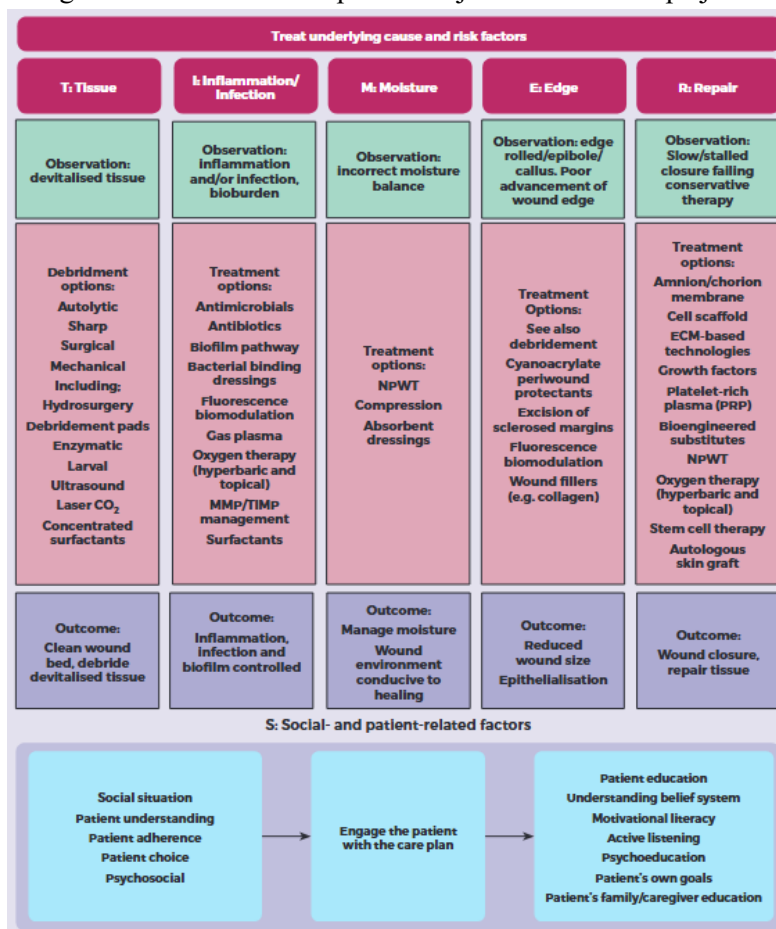 Treat underlying cause and risk factors
T: Tissue
I: Inflammation/
Infection
M: Moisture
E: Edge
R: Repair
Observation:
devitalised tissue
Observation:
inflammation
and/or infection,
bioburden
Observation:
incorrect moisture
balance
Observation: edge
rolled/epibole/
callus. Poor
advancement of
wound edge
Observation:
Slow/stalled
closure failing
conservative
therapy
Debridment
options:
Autolytic
Sharp
Surgical
Mechanical
Including;
Hydrosurgery
Debridement pads
Enzymatic
Larval
Ultrasound
Laser CO₂
Concentrated
surfactants
Treatment
options:
Antimicrobials
Antibiotics
Biofilm pathway
Bacterial binding
dressings
Fluorescence
biomodulation
Gas plasma
Oxygen therapy
(hyperbaric and
topical)
MMP/TIMP
management
Surfactants
Treatment
options:
NPWT
Compression
Absorbent
dressings
Treatment
Options:
See also
debridement
Cyanoacrylate
periwound
protectants
Excision of
sclerosed margins
Fluorescence
biomodulation
Wound fillers
(e.g. collagen)
Treatment
options:
Amnion/chorion
membrane
Cell scaffold
ECM-based
technologies
Growth factors
Platelet-rich
plasma (PRP)
Bioengineered
substitutes
NPWT
Oxygen therapy
(hyperbaric and
topical)
Stem cell therapy
Autologous
skin graft
Outcome:
Clean wound
bed, debride
devitalised tissue
Outcome:
Inflammation,
infection and
biofilm controlled
Outcome:
Manage moisture
Wound
environment
conducive to
healing
Outcome:
Reduced
wound size
Epithelialisation
Outcome:
Wound closure,
repair tissue
S: Social- and patient-related factors
Social situation
Patient understanding
Patient adherence
Patient choice
Psychosocial
Engage the patient
with the care plan
Patient education
Understanding belief system
Motivational literacy
Active listening
Psychoeducation
Patient's own goals
Patient's family/caregiver education